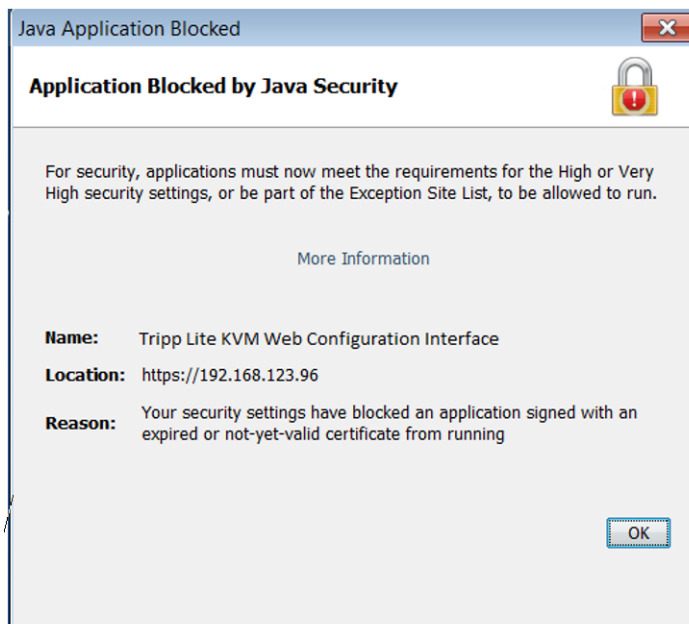 Java Application Blocked
Application Blocked by Java Security
For security, applications must now meet the requirements for the High or Very
High security settings, or be part of the Exception Site List, to be allowed to run.
More Information
Name: Tripp Lite KVM Web Configuration Interface
Location: https://192.168.123.96
Reason: Your security settings have blocked an application signed with an
expired or not-yet-valid certificate from running
OK